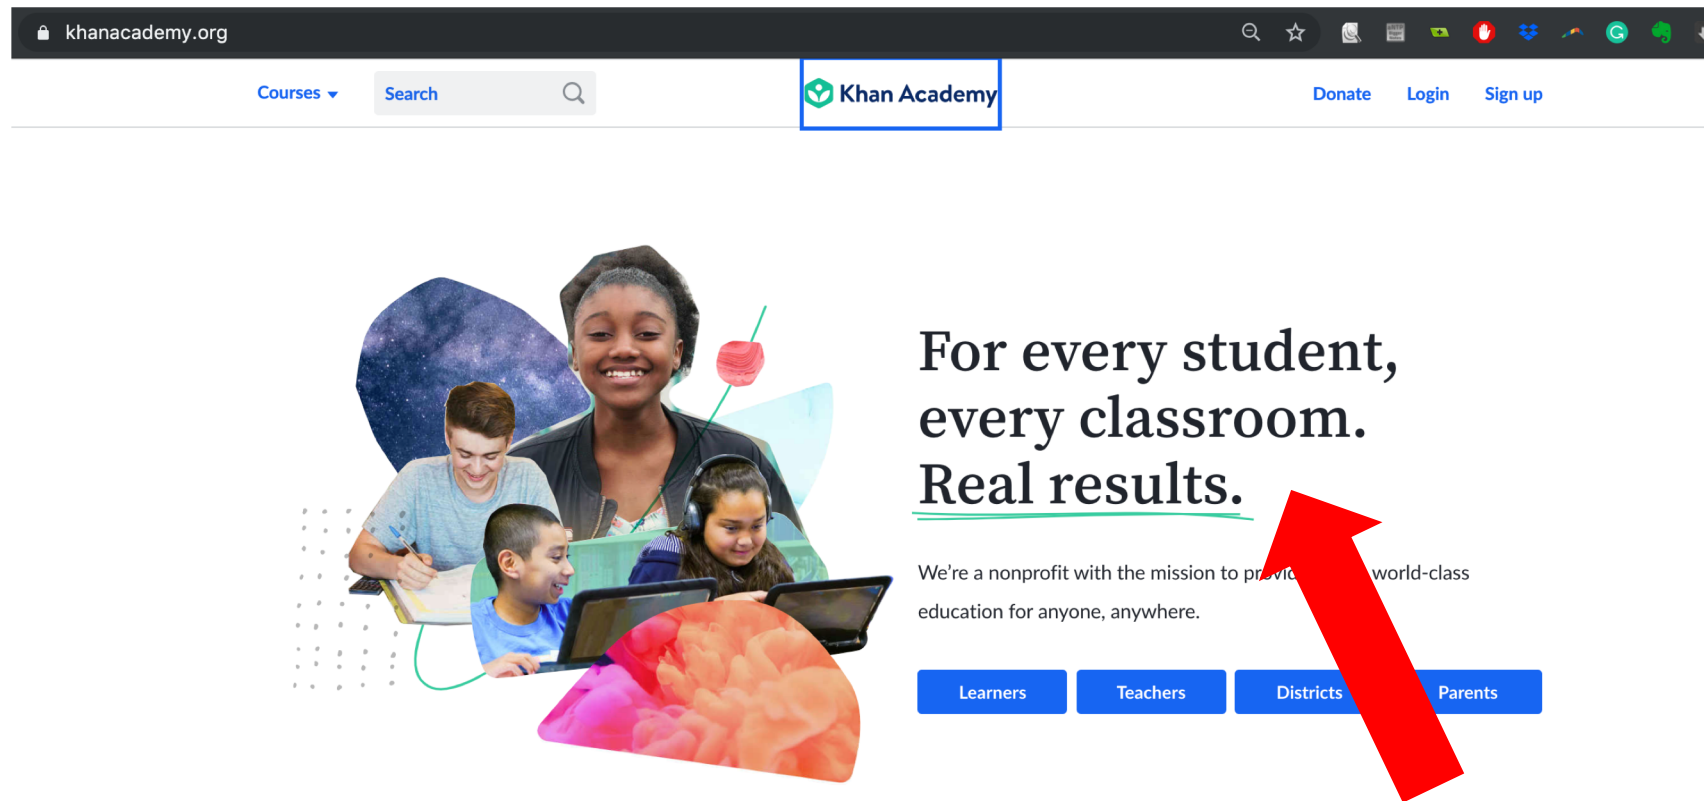 khanacademy.org
Courses
Search
Khan Academy
Donate
Login
Sign up
For every student,
every classroom.
Real results.
We’re a nonprofit with the mission to world-class
education for anyone, anywhere.
Learners
Teachers
Districts
Parents